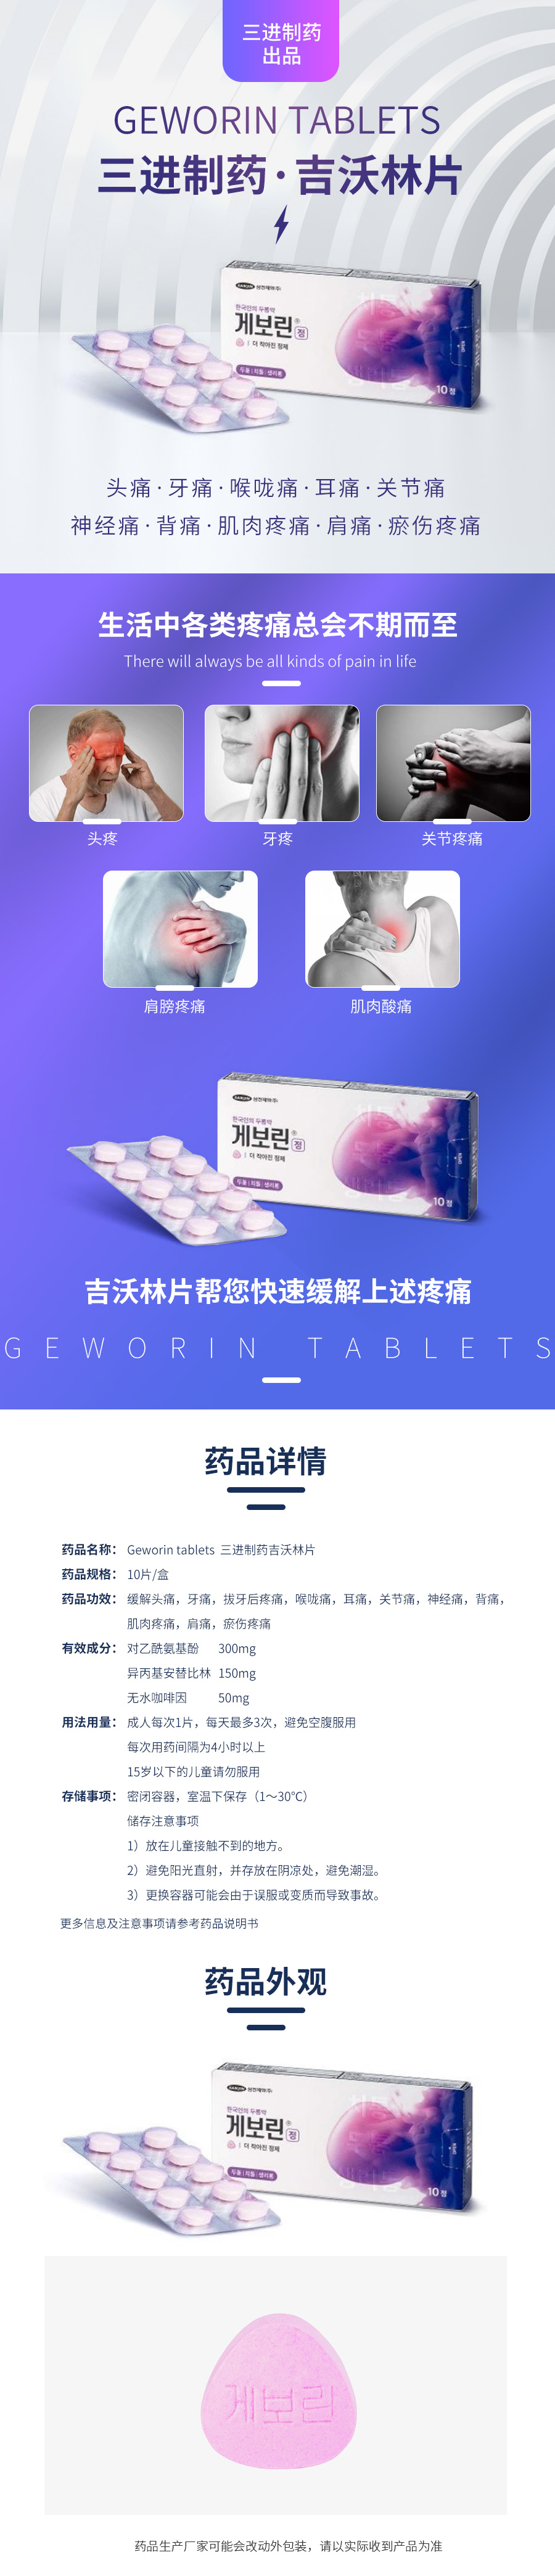 三进制药
出品
GEWORIN TABLETS
三进制药·吉沃林片
삼진제약(주)
한국인의 두통약
게보린® 정
더 작아진 정제
두통 | 치통 | 생리통
10정
头痛·牙痛·喉咙痛·耳痛·关节痛
神经痛·背痛·肌肉疼痛·肩痛·瘀伤疼痛
生活中各类疼痛总会不期而至
There will always be all kinds of pain in life
头疼
牙疼
关节疼痛
肩膀疼痛
肌肉酸痛
삼진제약(주)
한국인의 두통약
게보린® 정
더 작아진 정제
두통 | 치통 | 생리통
10정
吉沃林片帮您快速缓解上述疼痛
GEWORIN TABLETS
药品详情
药品名称： Geworin tablets 三进制药吉沃林片
药品规格： 10片/盒
药品功效： 缓解头痛，牙痛，拔牙后疼痛，喉咙痛，耳痛，关节痛，神经痛，背痛，
肌肉疼痛，肩痛，瘀伤疼痛
有效成分： 对乙酰氨基酚 300mg
异丙基安替比林 150mg
无水咖啡因 50mg
用法用量： 成人每次1片，每天最多3次，避免空腹服用
每次用药间隔为4小时以上
15岁以下的儿童请勿服用
存储事项： 密闭容器，室温下保存（1～30℃）
储存注意事项
1）放在儿童接触不到的地方。
2）避免阳光直射，并存放在阴凉处，避免潮湿。
3）更换容器可能会由于误服或变质而导致事故。
更多信息及注意事项请参考药品说明书
药品外观
삼진제약(주)
한국인의 두통약
게보린® 정
더 작아진 정제
두통 | 치통 | 생리통
10정
게보린
药品生产厂家可能会改动外包装，请以实际收到产品为准